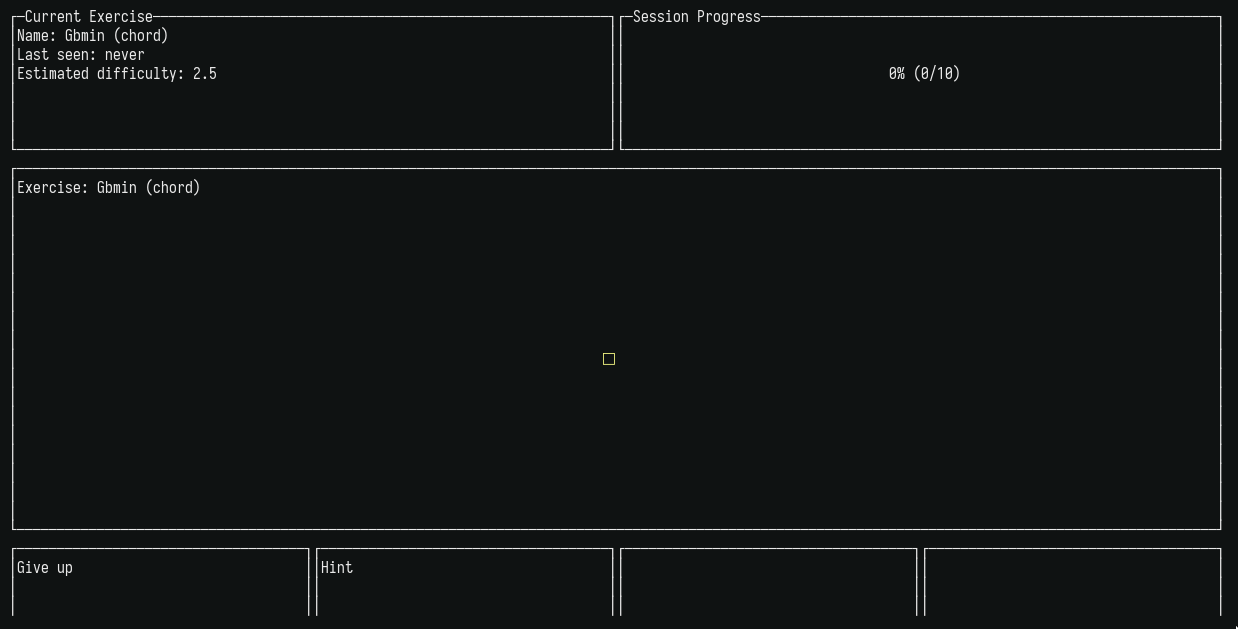 Current Exercise
Name: Gbmin (chord)
Last seen: never
Estimated difficulty: 2.5
Session Progress
0% (0/10)
Exercise: Gbmin (chord)
Give up
Hint